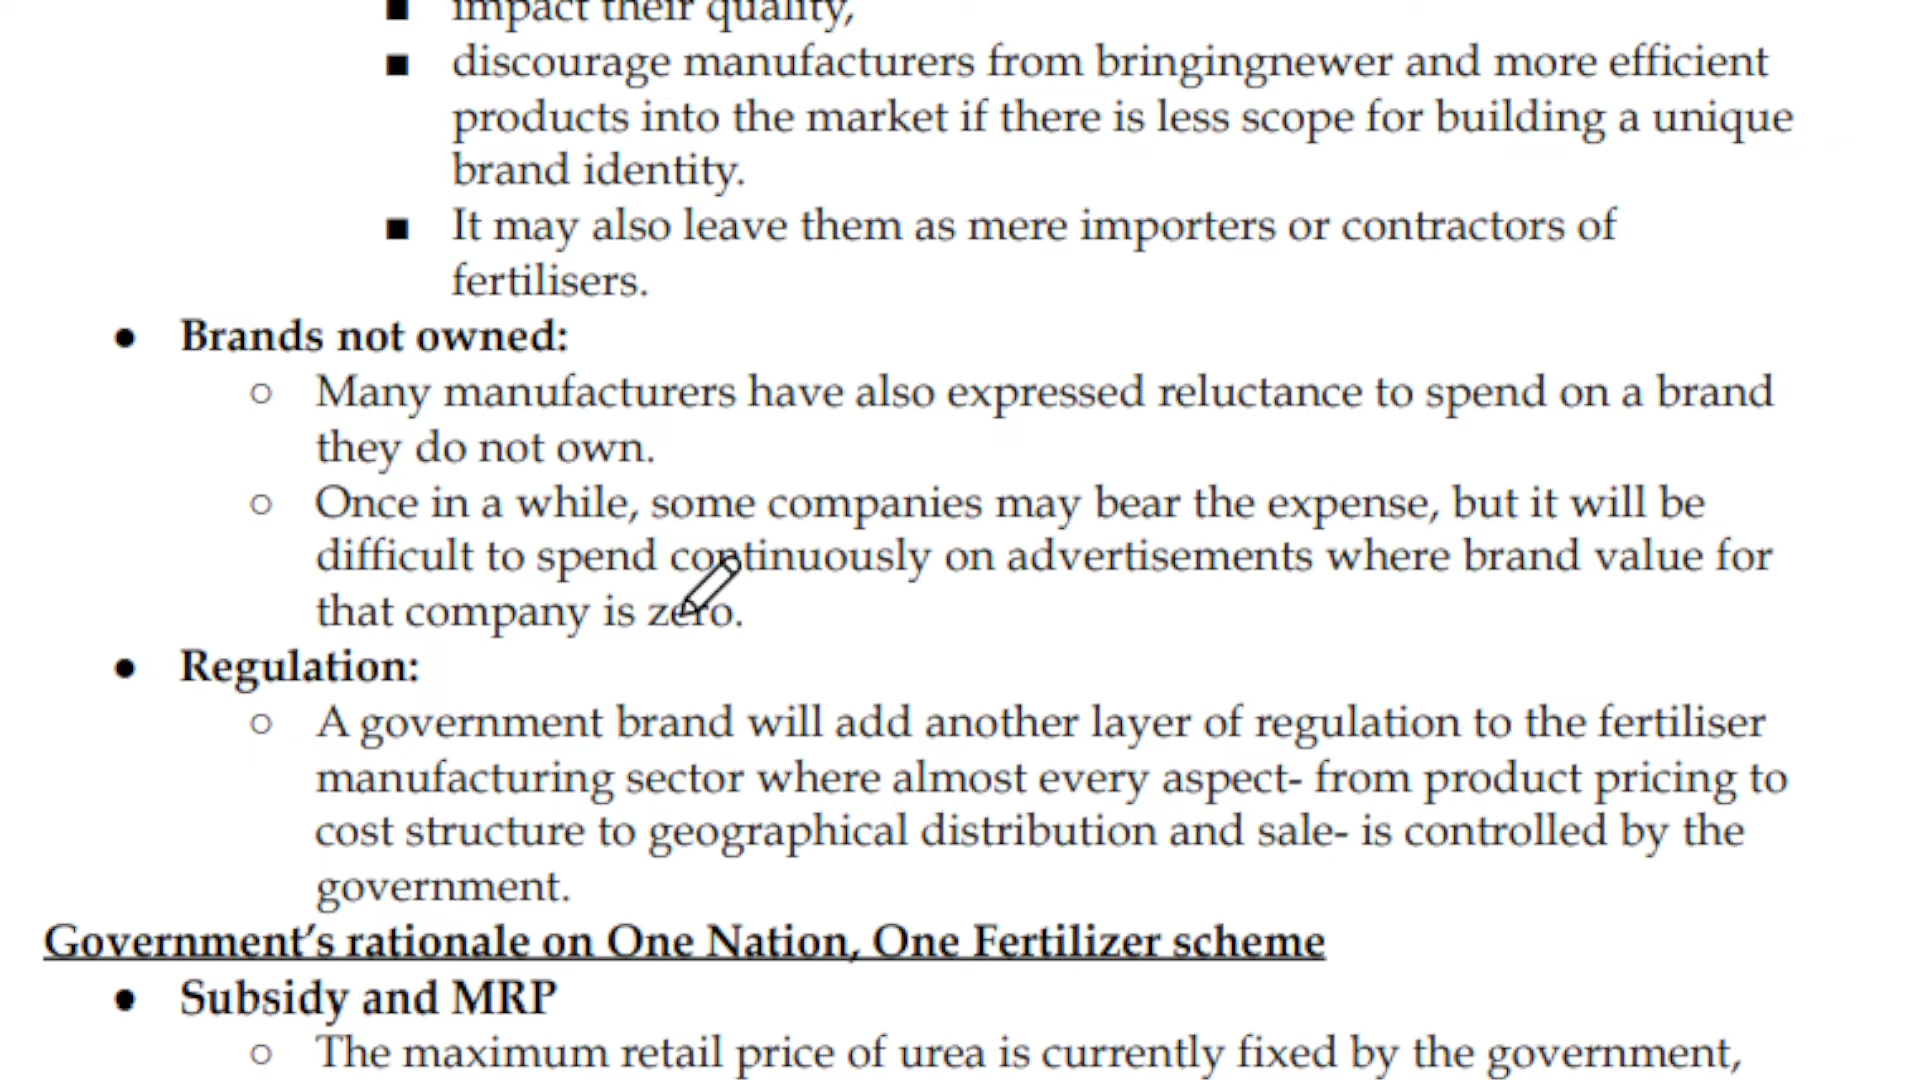 ■ impact their quality,
■ discourage manufacturers from bringingnewer and more efficient
products into the market if there is less scope for building a unique
brand identity.
■ It may also leave them as mere importers or contractors of
fertilisers.
● Brands not owned:
○ Many manufacturers have also expressed reluctance to spend on a brand
they do not own.
○ Once in a while, some companies may bear the expense, but it will be
difficult to spend continuously on advertisements where brand value for
that company is zero.
● Regulation:
○ A government brand will add another layer of regulation to the fertiliser
manufacturing sector where almost every aspect- from product pricing to
cost structure to geographical distribution and sale- is controlled by the
government.
Government's rationale on One Nation, One Fertilizer scheme
● Subsidy and MRP
○ The maximum retail price of urea is currently fixed by the government,